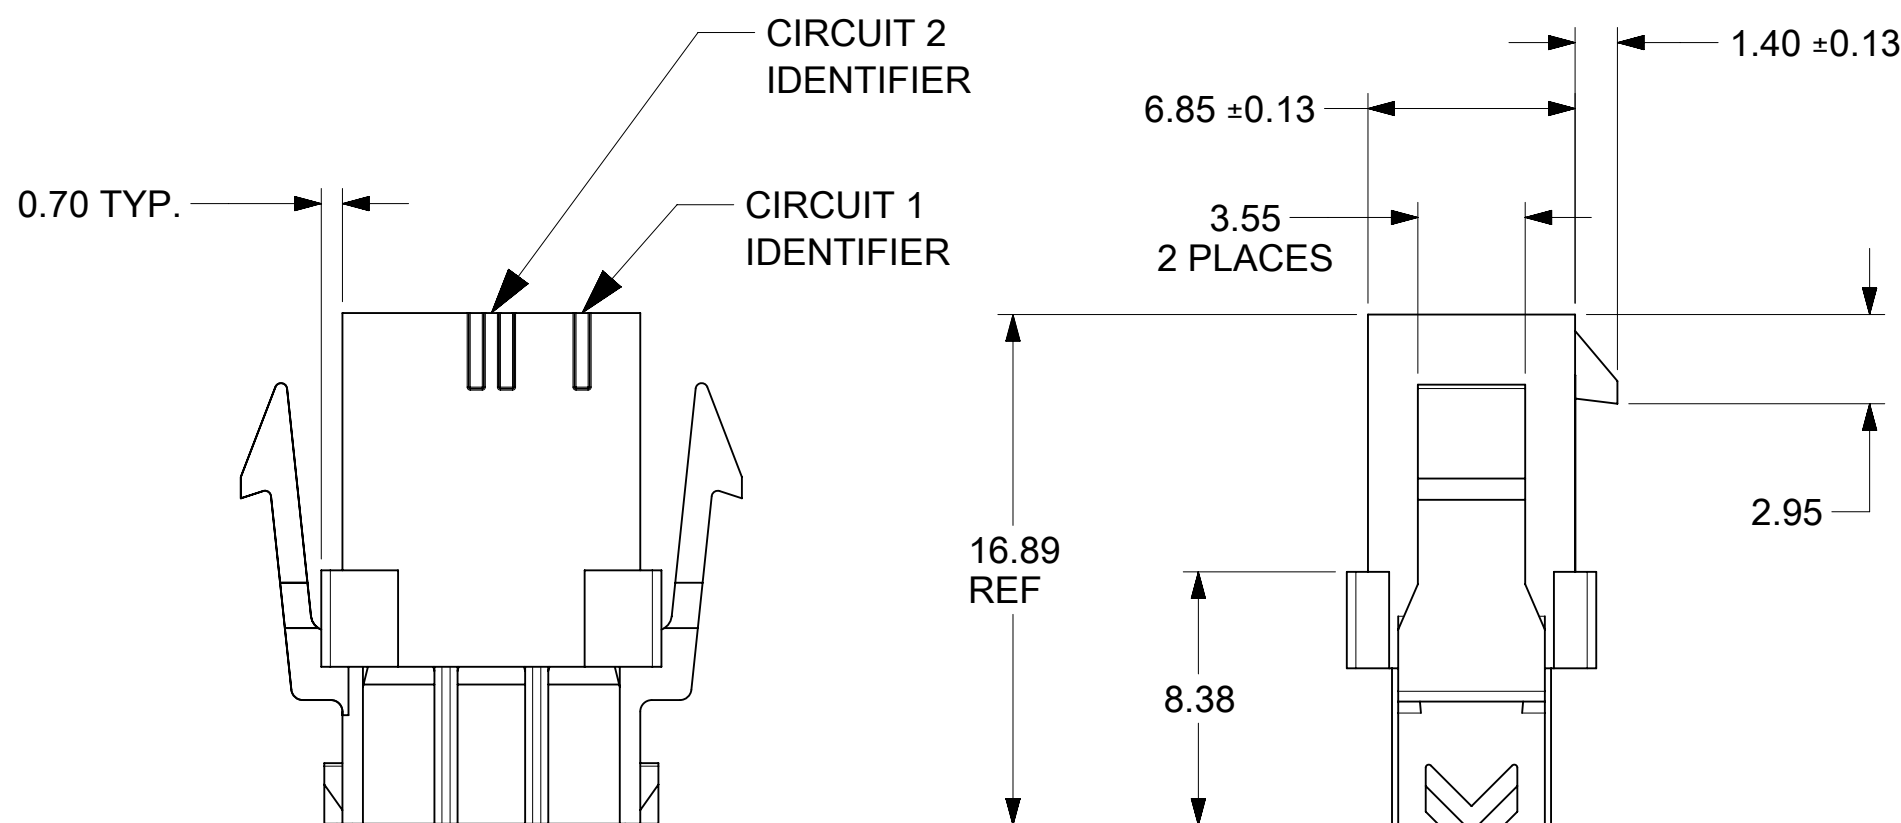 CIRCUIT 2
IDENTIFIER
1.40 ±0.13
6.85 ±0.13
0.70 TYP.
CIRCUIT 1
IDENTIFIER
3.55
2 PLACES
2.95
16.89
REF
8.38